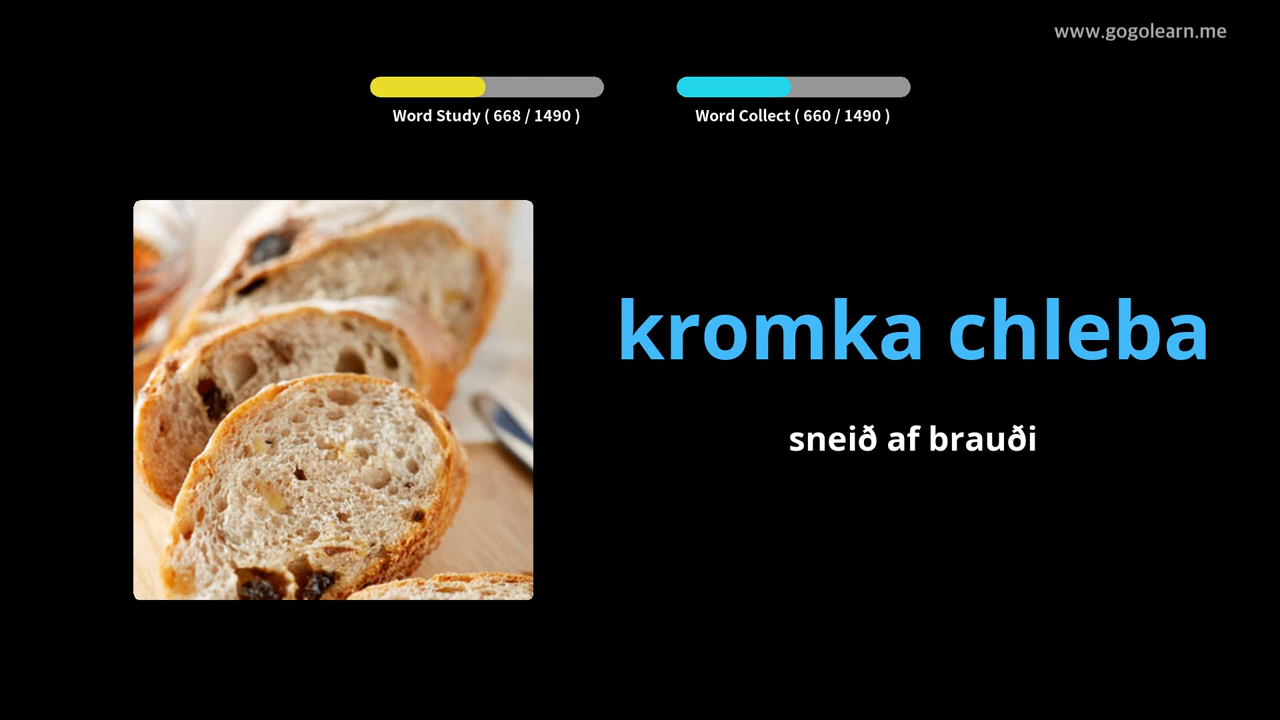 www.gogolearn.me
Word Study ( 668 / 1490 )
Word Collect ( 660 / 1490 )
kromka chleba
sneið af brauði